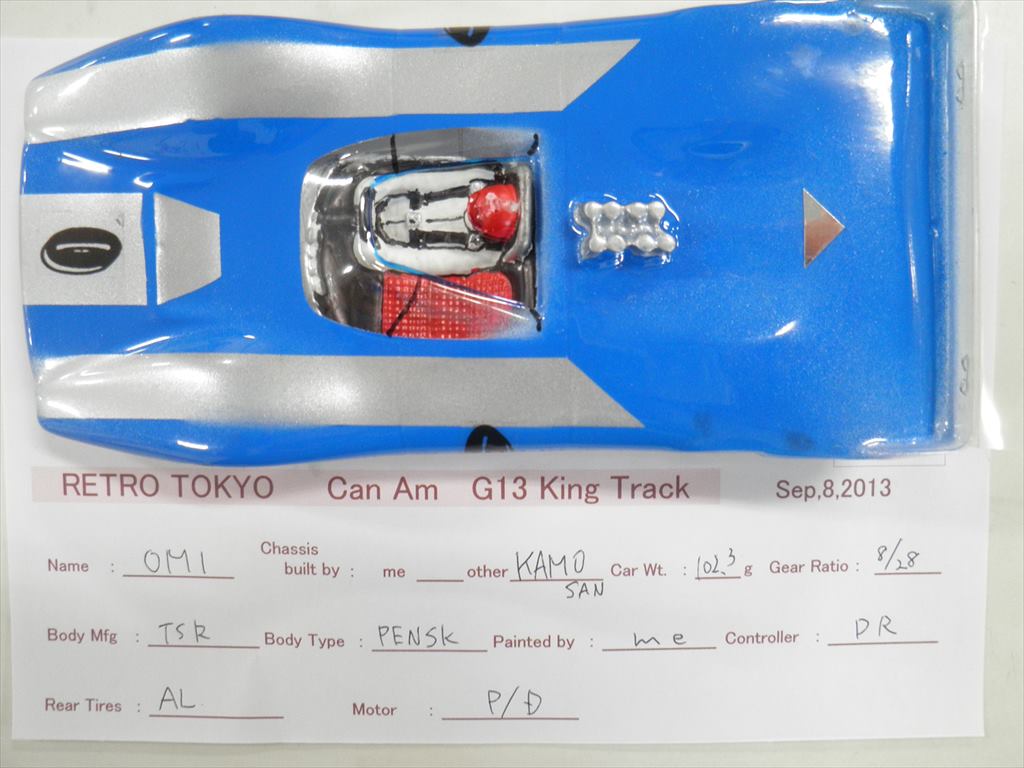 0
RETRO TOKYO Can Am G13 King Track Sep,8,2013
Name : OMI Chassis built by : me other KAMO SAN Car Wt. : 102.3 g Gear Ratio : 8/28
Body Mfg : TSR Body Type : PENSK Painted by : me Controller : DR
Rear Tires : AL Motor : P/D